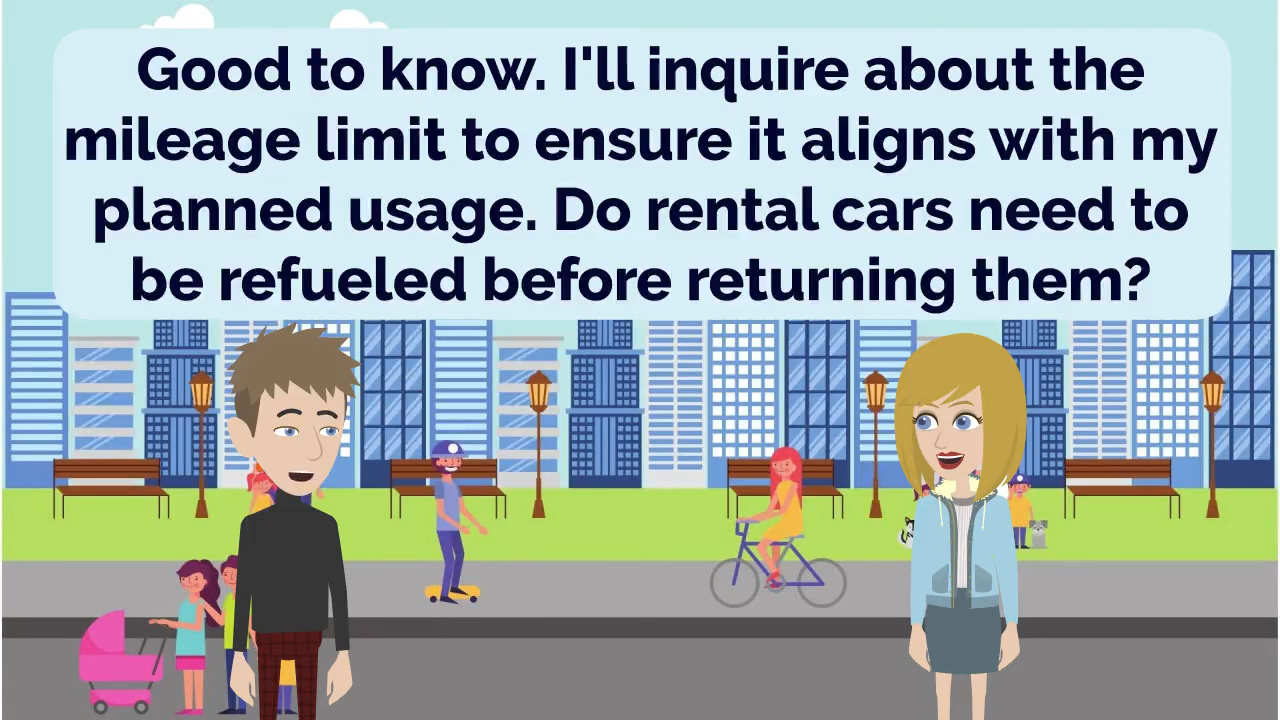 Good to know. I'll inquire about the
mileage limit to ensure it aligns with my
planned usage. Do rental cars need to
be refueled before returning them?